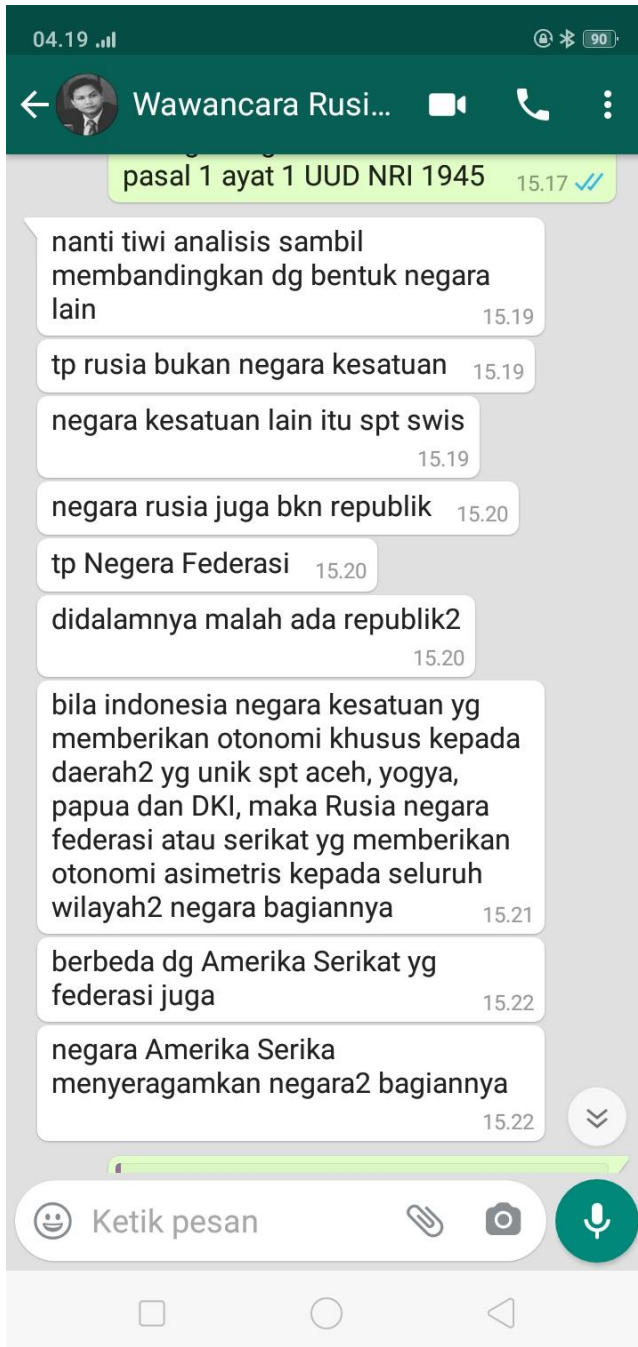 04.19
90
Wawancara Rusi...
pasal 1 ayat 1 UUD NRI 1945 15.17
nanti tiwi analisis sambil
membandingkan dg bentuk negara
lain 15.19
tp rusia bukan negara kesatuan 15.19
negara kesatuan lain itu spt swis
15.19
negara rusia juga bkn republik 15.20
tp Negera Federasi 15.20
didalamnya malah ada republik2
15.20
bila indonesia negara kesatuan yg
memberikan otonomi khusus kepada
daerah2 yg unik spt aceh, yogya,
papua dan DKI, maka Rusia negara
federasi atau serikat yg memberikan
otonomi asimetris kepada seluruh
wilayah2 negara bagiannya 15.21
berbeda dg Amerika Serikat yg
federasi juga 15.22
negara Amerika Serika
menyeragamkan negara2 bagiannya
15.22
Ketik pesan